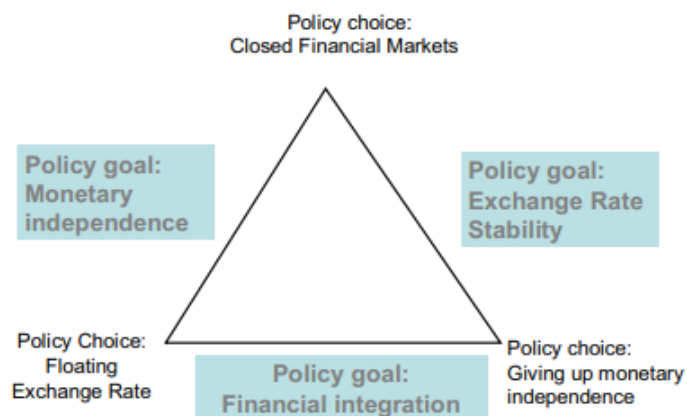 Policy choice:
Closed Financial Markets
Policy goal:
Monetary
independence
Policy goal:
Exchange Rate
Stability
Policy Choice:
Floating
Exchange Rate
Policy goal:
Financial integration
Policy choice:
Giving up monetary
independence